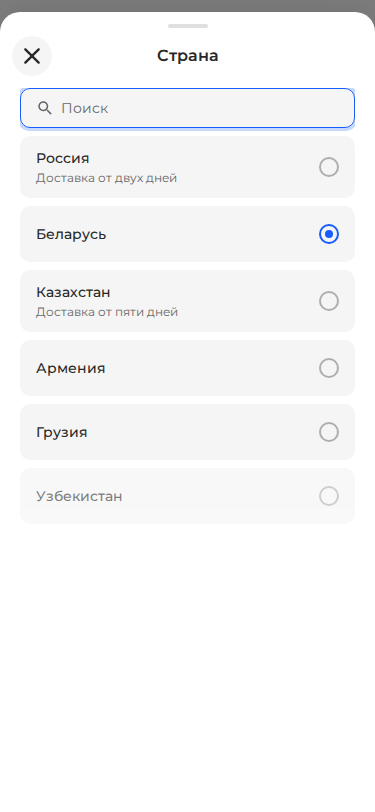 Страна
Поиск
Россия
Доставка от двух дней
Беларусь
Казахстан
Доставка от пяти дней
Армения
Грузия
Узбекистан